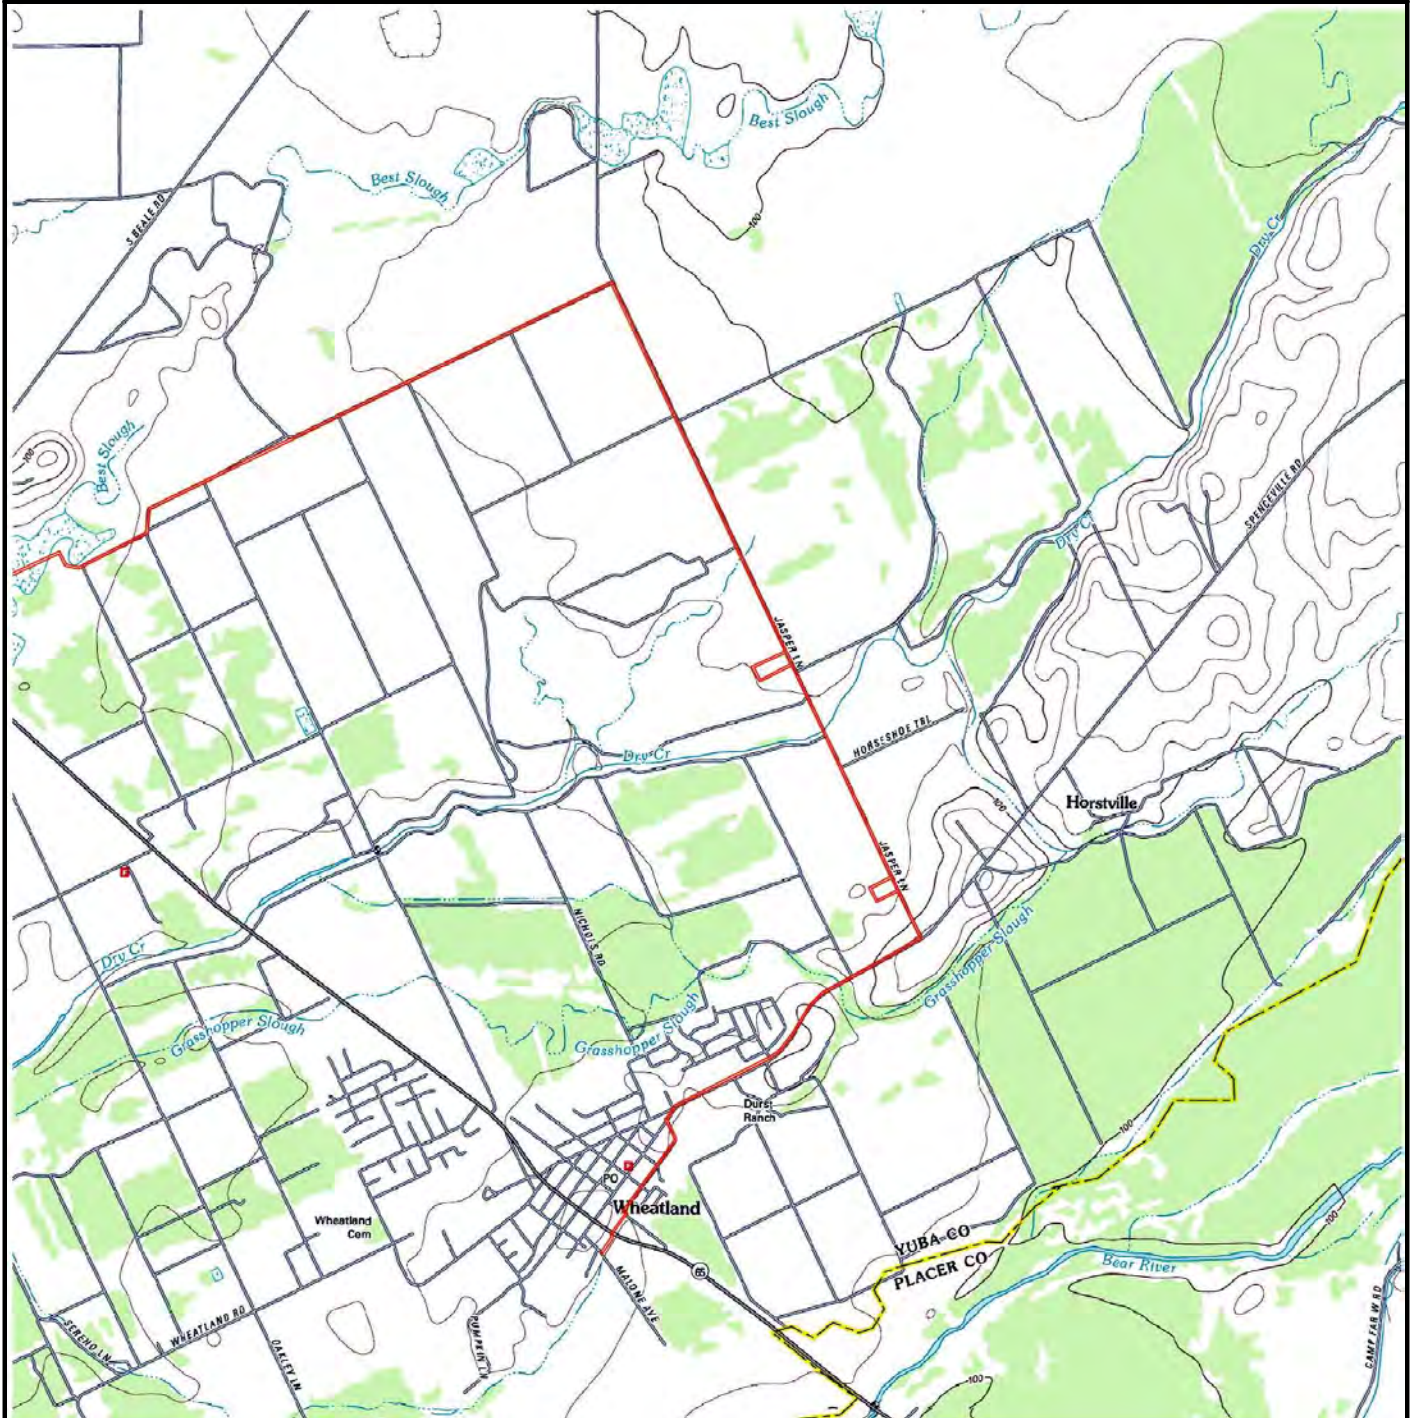 Best Slough
Best Slough
100
Dry Cr
S BEALE RD
Best Slough
100
SPENCEVILLE RD
Dry Cr
JASPER LN
HORSESHOE TRL
Dry Cr
100
Horstville
JASPER LN
NICHOLS RD
Dry Cr
Grasshopper Slough
Grasshopper Slough
Grasshopper Slough
Durst
Ranch
100
PO
Wheatland
Wheatland
Cem
100
YUBA CO
PLACER CO
Bear River
65
MALONE AVE
WHEATLAND RD
SERENO LN
OAKLEY LN
PUMPKIN LN
CAMP FAR W RD
100